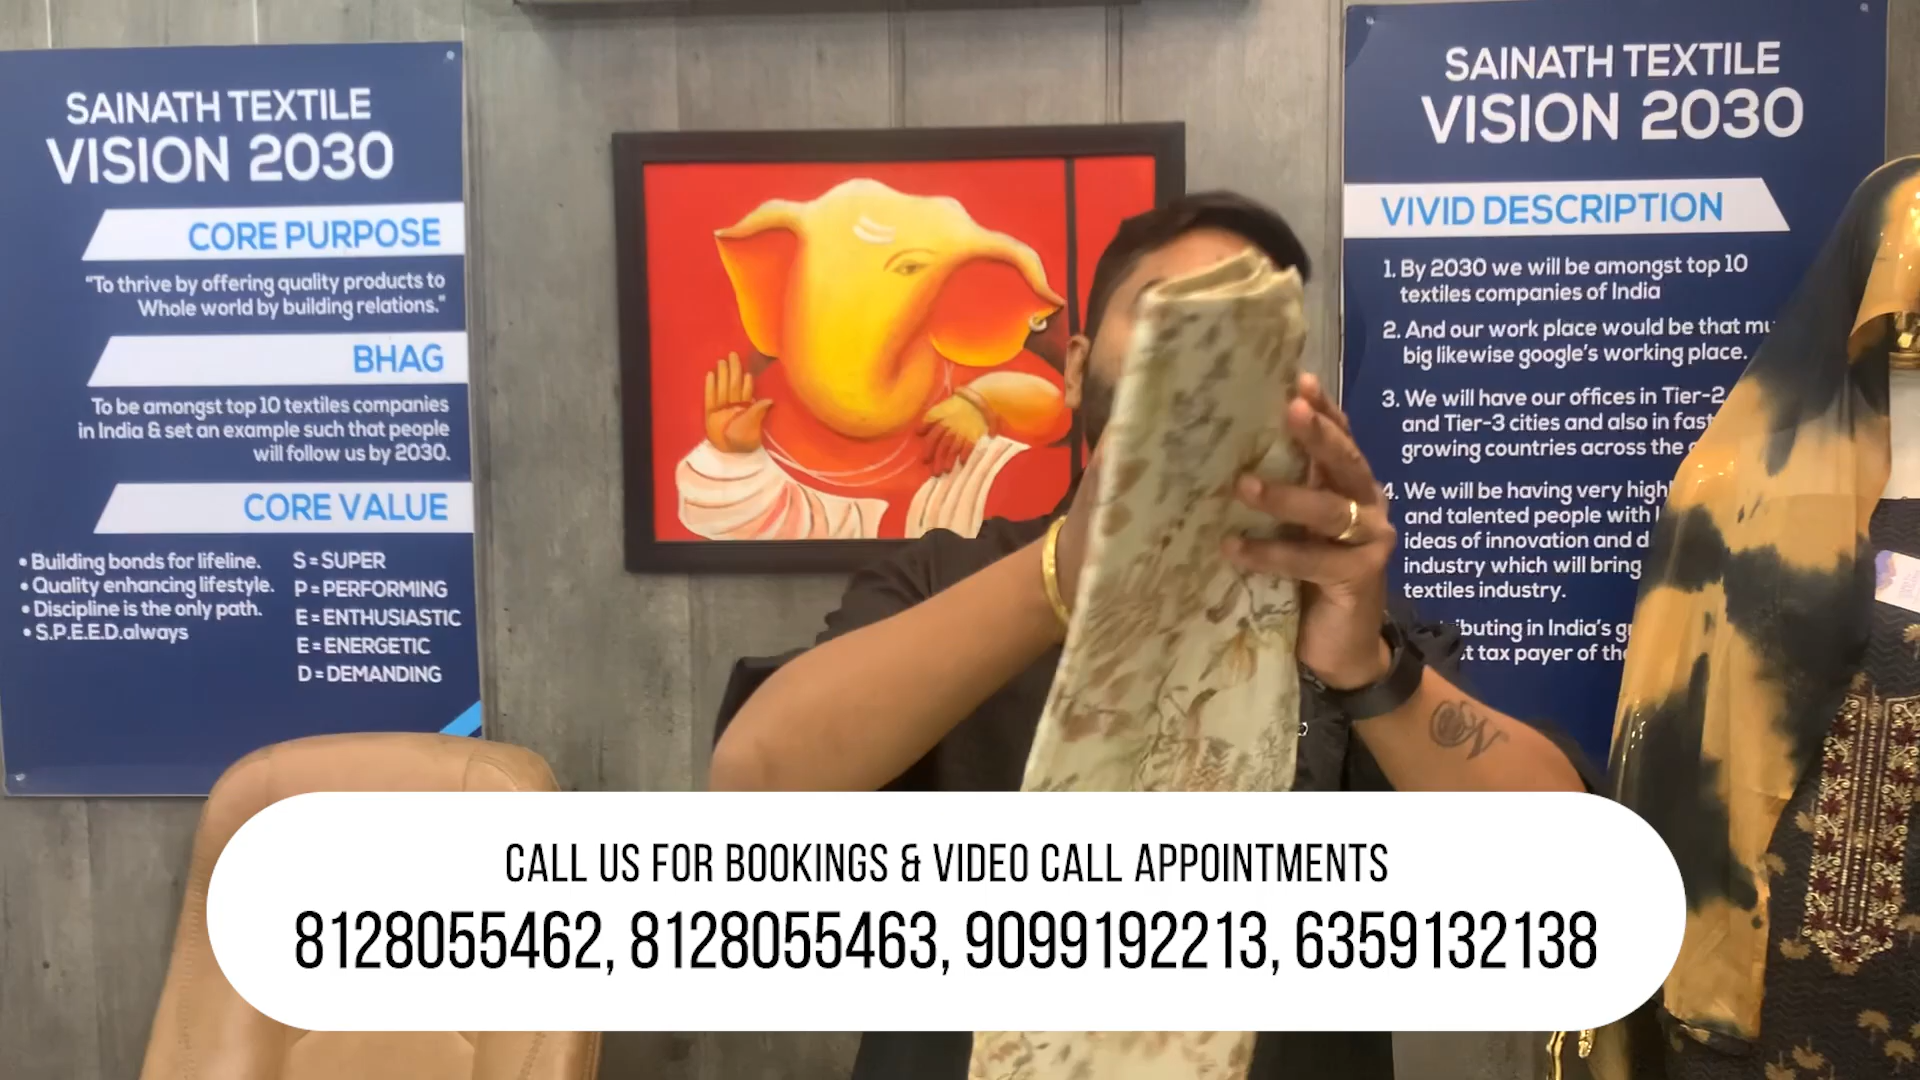 SAINATH TEXTILE
VISION 2030
CORE PURPOSE
"To thrive by offering quality products to
Whole world by building relations."
BHAG
To be amongst top 10 textiles companies
in India & set an example such that people
will follow us by 2030.
CORE VALUE
• Building bonds for lifeline.
• Quality enhancing lifestyle.
• Discipline is the only path.
• S.P.E.E.D.always
S = SUPER
P = PERFORMING
E = ENTHUSIASTIC
E = ENERGETIC
D = DEMANDING
SAINATH TEXTILE
VISION 2030
VIVID DESCRIPTION
1. By 2030 we will be amongst top 10
textiles companies of India
2. And our work place would be that
big likewise google's working place.
3. We will have our offices in Tier-2
and Tier-3 cities and also in fast
growing countries across the
4. We will be having very high
and talented people with
ideas of innovation and
industry which will bring
textiles industry.
in India's
tax payer of the
CALL US FOR BOOKINGS & VIDEO CALL APPOINTMENTS
8128055462, 8128055463, 9099192213, 6359132138